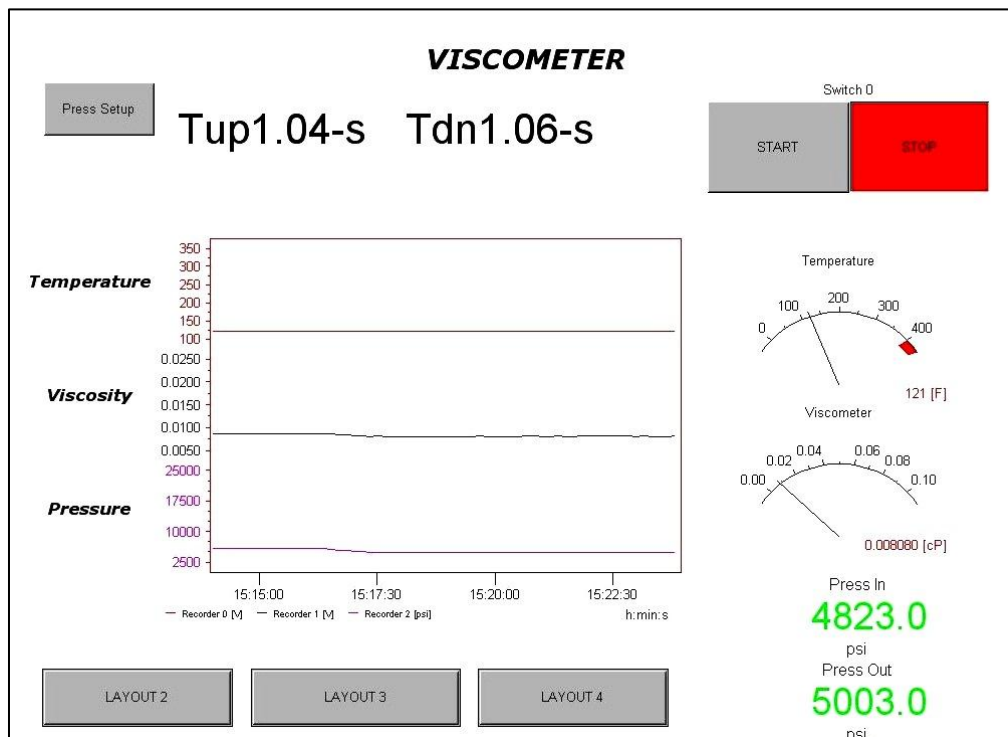 VISCOMETER
Press Setup
Tup1.04-s Tdn1.06-s
Switch 0
START STOP
Temperature
350
300
250
200
150
100
Viscosity
0.0250
0.0200
0.0150
0.0100
0.0050
Pressure
25000
17500
10000
2500
15:15:00 15:17:30 15:20:00 15:22:30
Recorder 0 [V] Recorder 1 [V] Recorder 2 [psi] h:min:s
Temperature
0 100 200 300 400
121 [F]
Viscometer
0.00 0.02 0.04 0.06 0.08 0.10
0.008080 [cP]
Press In
4823.0
psi
Press Out
5003.0
psi
LAYOUT 2 LAYOUT 3 LAYOUT 4